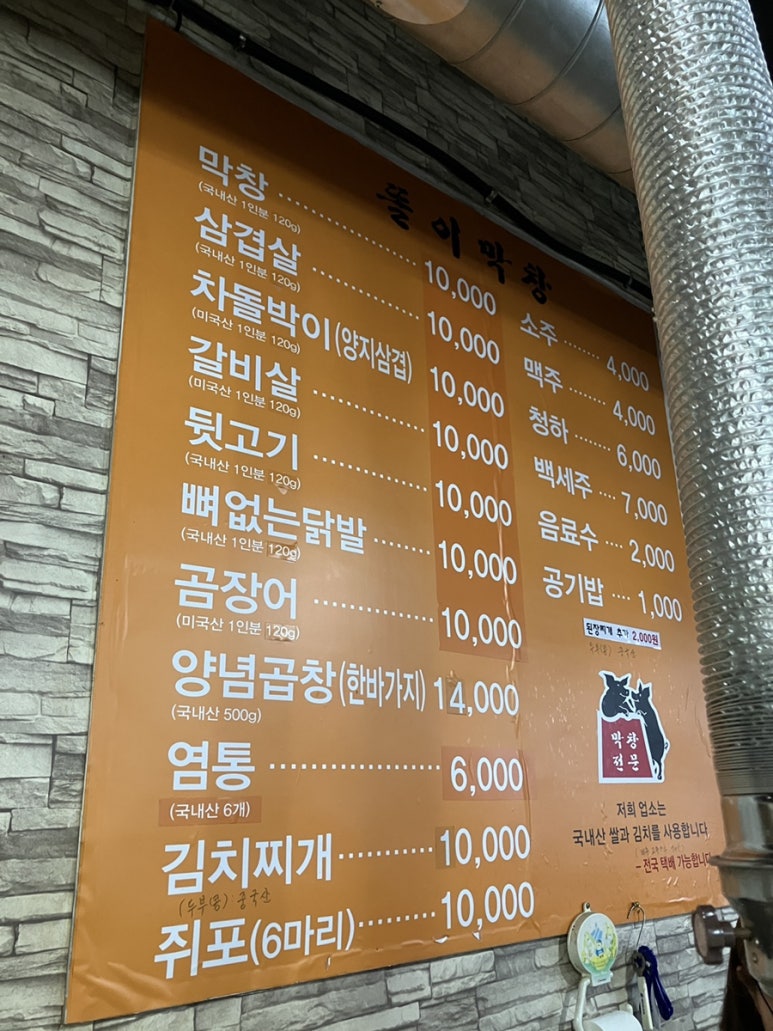 똘이막창
막창 10,000
(국내산 1인분 120g)
삼겹살 10,000
(국내산 1인분 120g)
차돌박이(양지삼겹) 10,000
(미국산 1인분 120g)
갈비살 10,000
(미국산 1인분 120g)
뒷고기 10,000
(국내산 1인분 120g)
뼈없는닭발 10,000
(국내산 1인분 120g)
곰장어 10,000
(미국산 1인분 120g)
양념곱창(한바가지) 14,000
(국내산 500g)
염통 6,000
(국내산 6개)
김치찌개 10,000
(두부(콩): 중국산
쥐포(6마리) 10,000
소주 4,000
맥주 4,000
청하 6,000
백세주 7,000
음료수 2,000
공기밥 1,000
된장찌개 추가 2,000원
두부(콩): 중국산
막창
전문
저희 업소는
국내산 쌀과 김치를 사용합니다
- 전국 택배 가능합니다